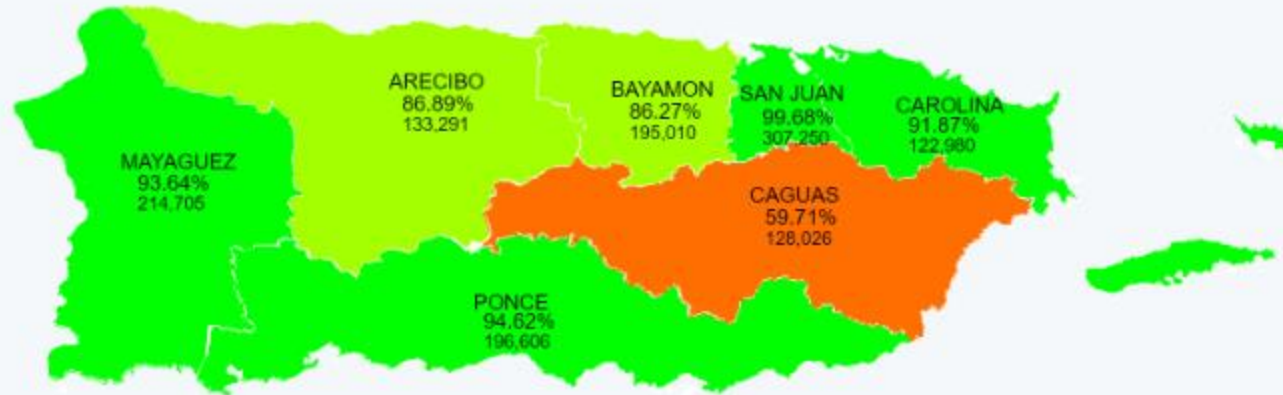 ARECIBO
86.89%
133,291
BAYAMON
86.27%
195,010
SAN JUAN
99.68%
307,250
CAROLINA
91.87%
122,980
MAYAGUEZ
93.64%
214,705
CAGUAS
59.71%
128,026
PONCE
94.62%
196,606